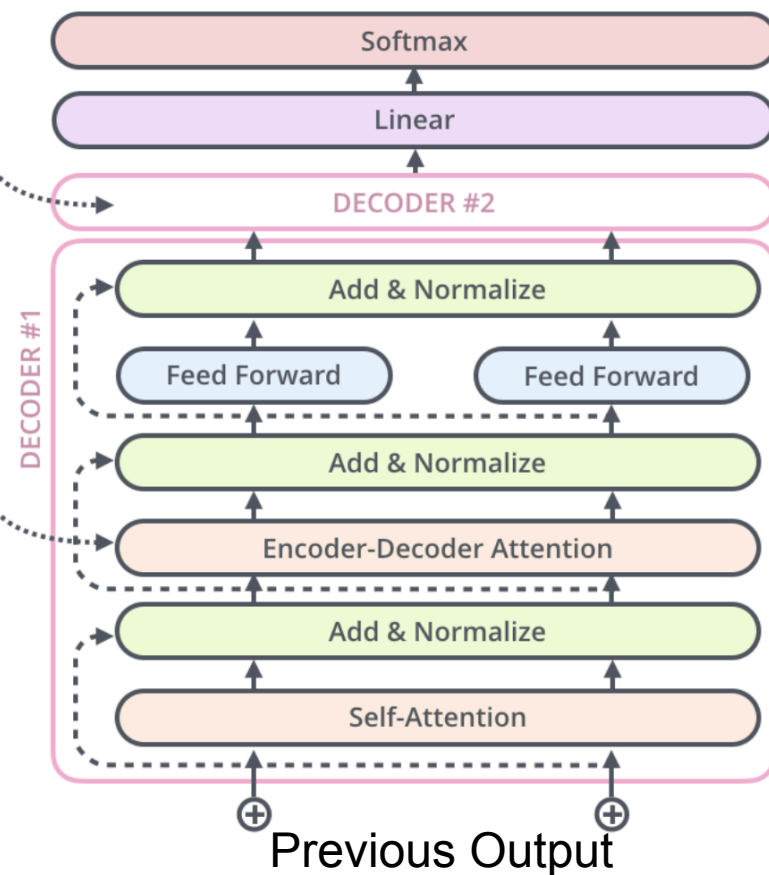 Softmax
Linear
DECODER #2
DECODER #1
Add & Normalize
Feed Forward
Feed Forward
Add & Normalize
Encoder-Decoder Attention
Add & Normalize
Self-Attention
Previous Output